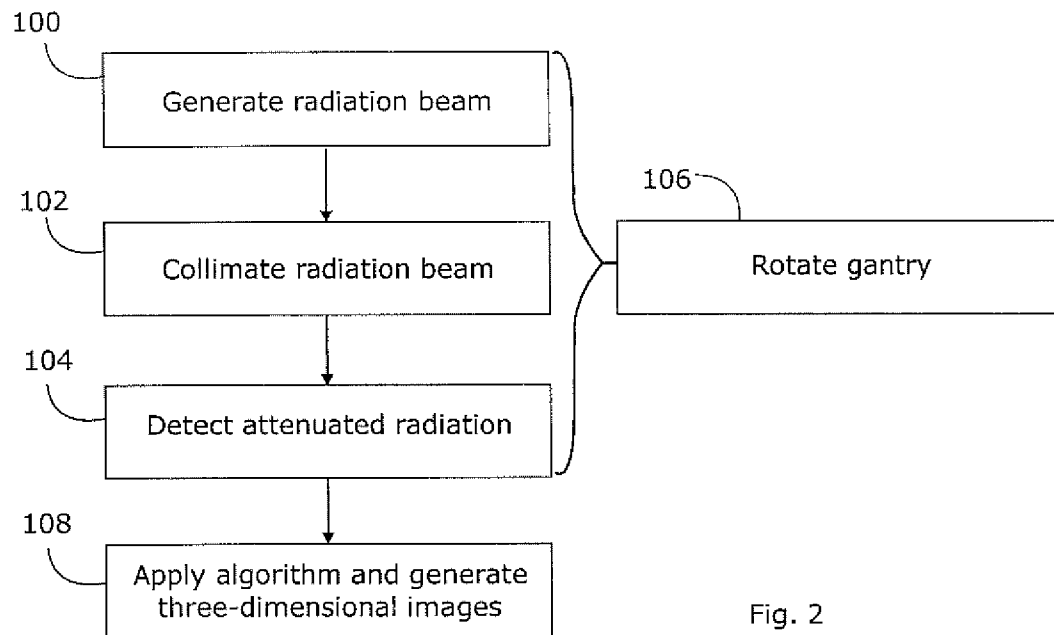 100
Generate radiation beam
102
Collimate radiation beam
106
Rotate gantry
104
Detect attenuated radiation
108
Apply algorithm and generate
three-dimensional images
Fig. 2